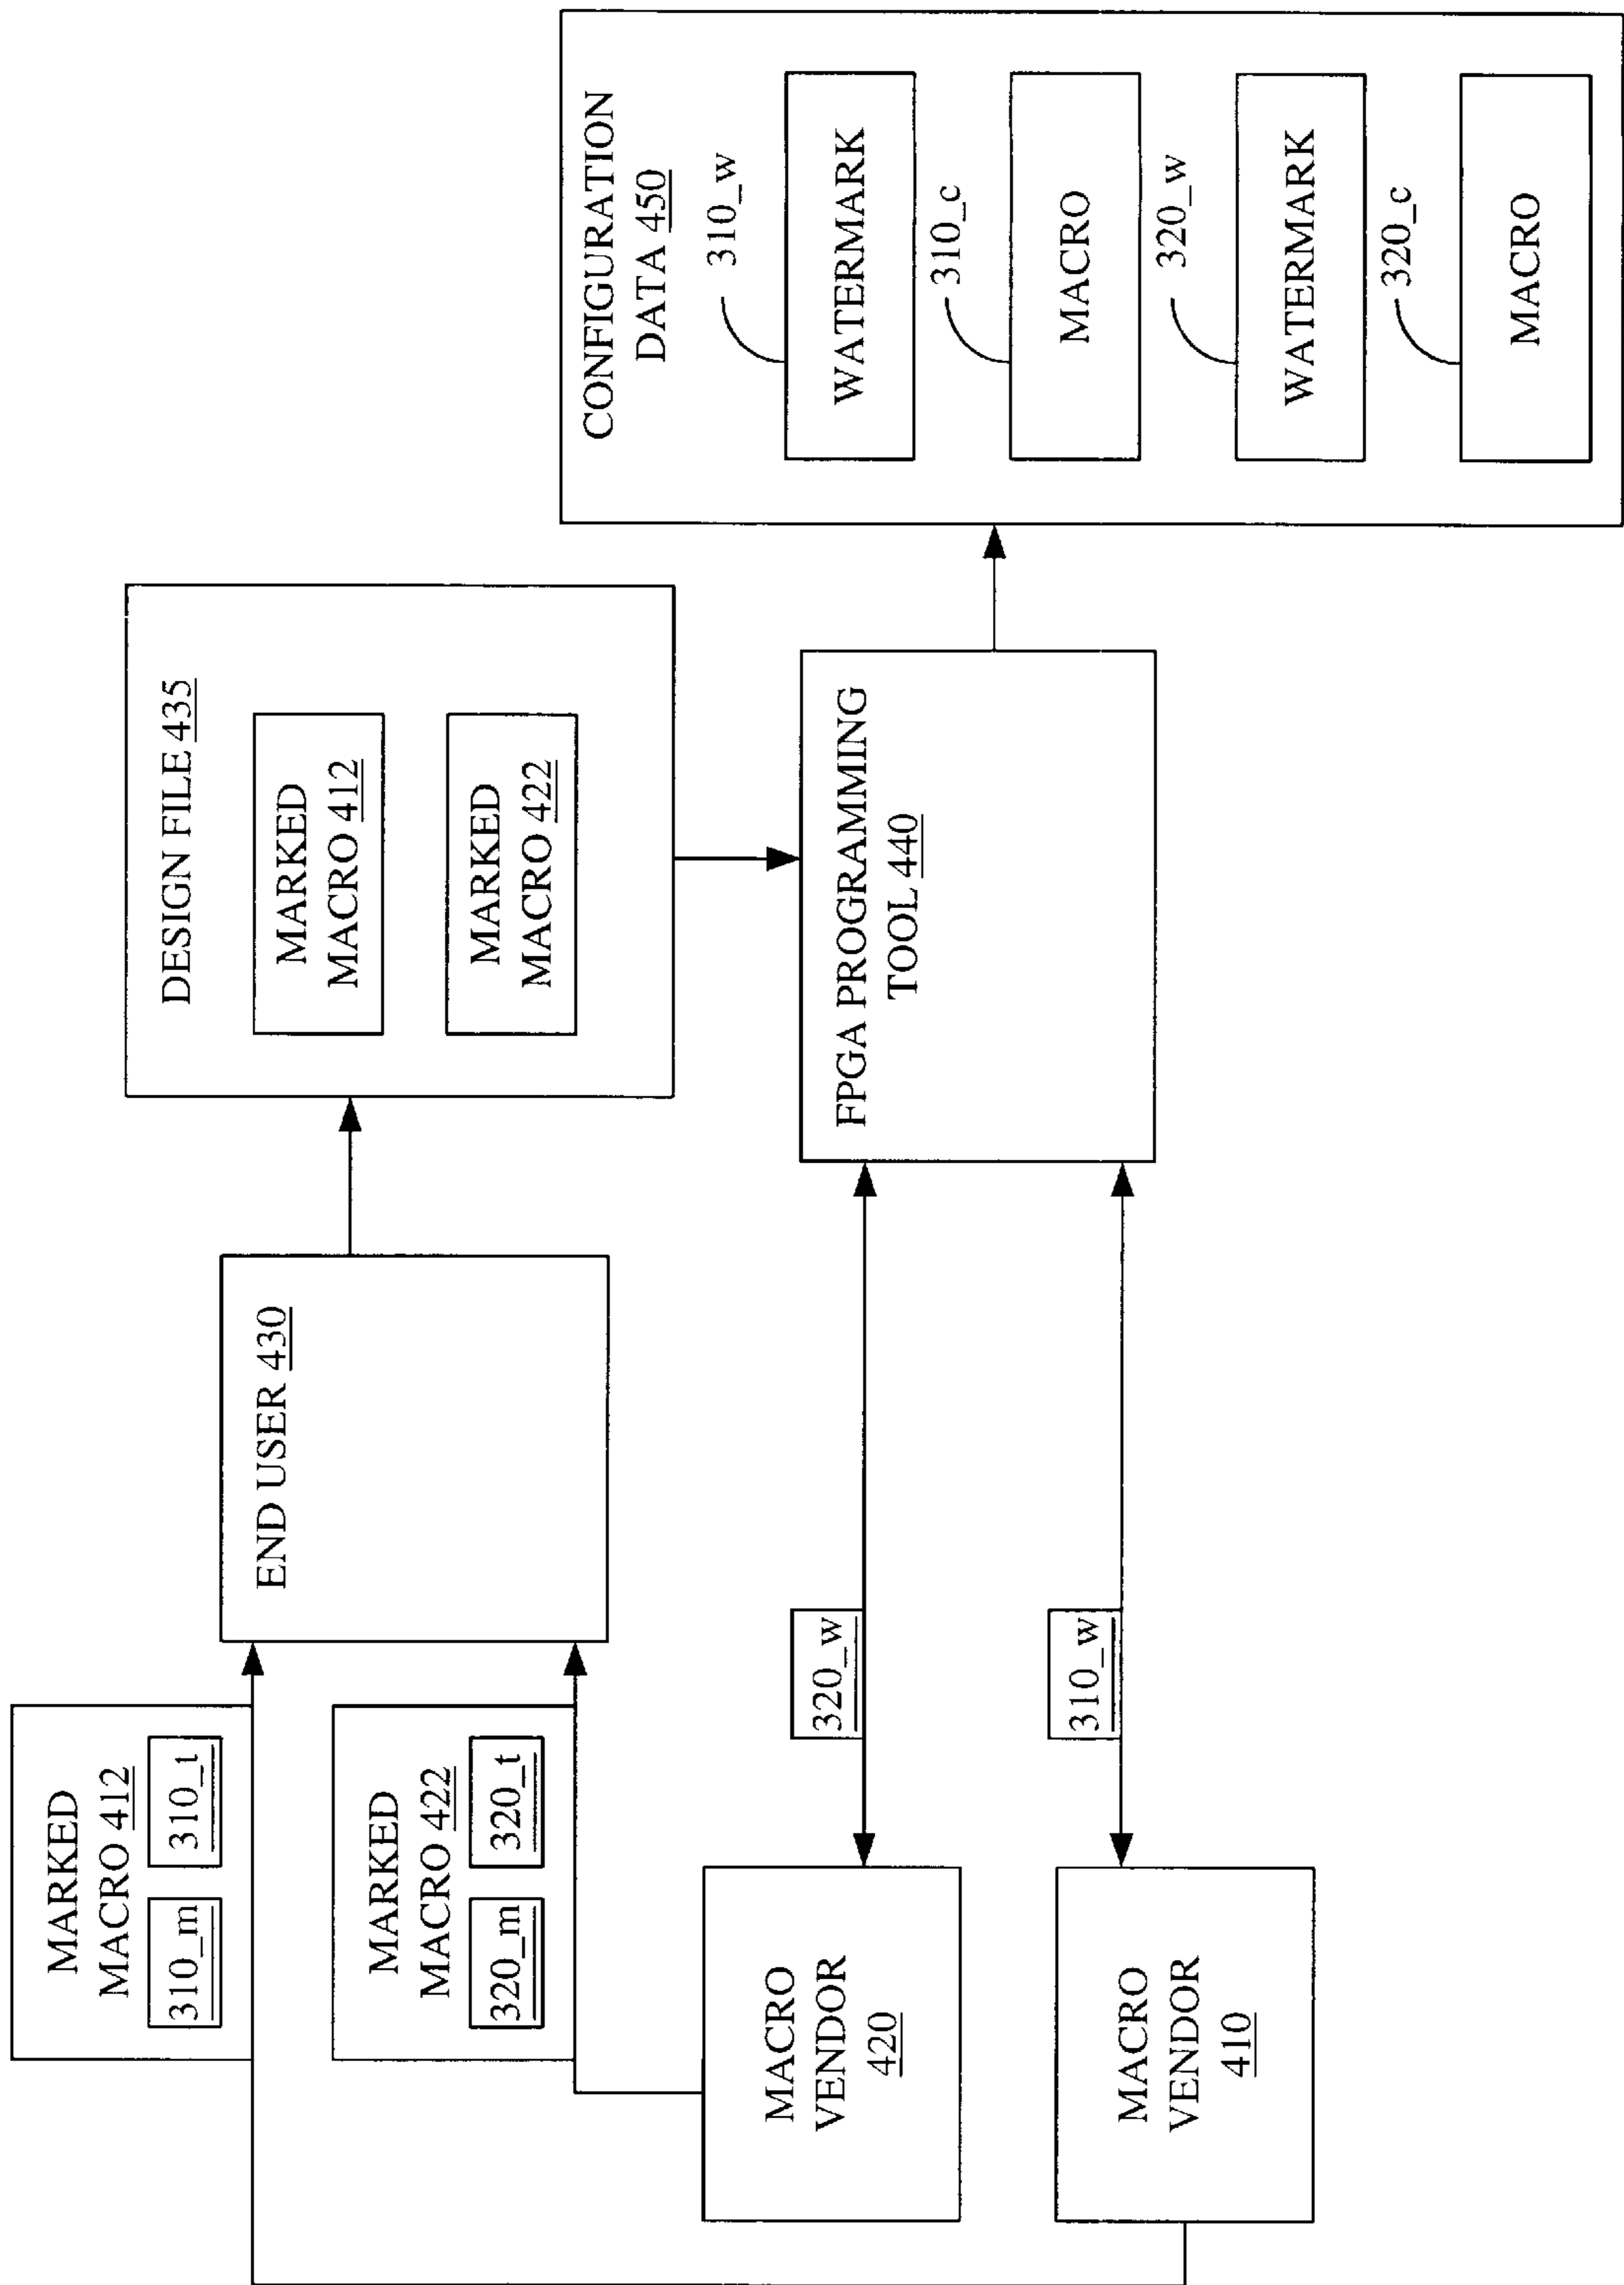 MARKED
MACRO 412
310_m
310_t
MARKED
MACRO 422
320_m
320_t
MACRO
VENDOR
420
MACRO
VENDOR
410
320_w
310_w
END USER 430
DESIGN FILE 435
MARKED
MACRO 412
MARKED
MACRO 422
FPGA PROGRAMMING
TOOL 440
CONFIGURATION
DATA 450
310_w
WATERMARK
310_c
MACRO
320_w
WATERMARK
320_c
MACRO